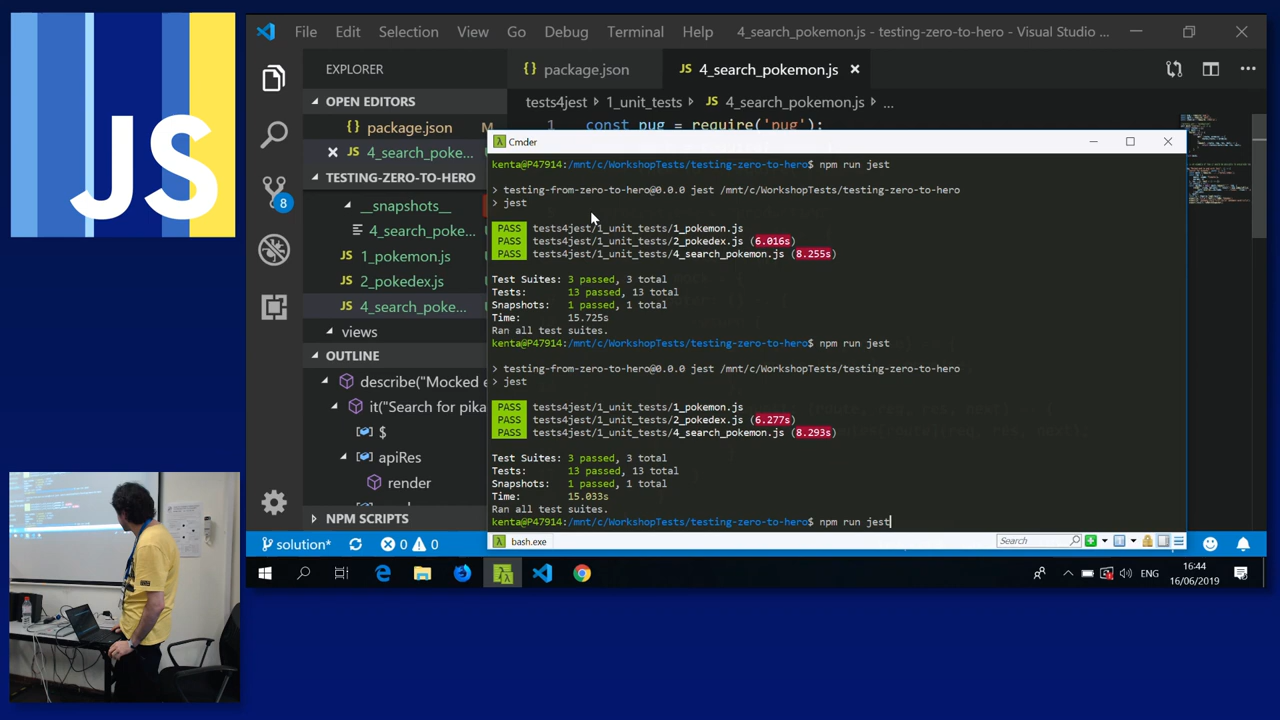 JS
File Edit Selection View Go Debug Terminal Help 4_search_pokemon.js - testing-zero-to-hero - Visual Studio ...
EXPLORER
{} package.json
JS 4_search_pokemon.js
OPEN EDITORS
tests4jest 1_unit_tests JS 4_search_pokemon.js ...
{} package.json M
1 const pug = require('pug');
JS 4_search_poke...
TESTING-ZERO-TO-HERO
__snapshots__
4_search_poke...
JS 1_pokemon.js
JS 2_pokedex.js
JS 4_search_poke...
views
OUTLINE
describe("Mocked e
it("Search for pika
$
apiRes
render
NPM SCRIPTS
8
solution* 0 0
Cmder
kenta@P47914:/mnt/c/WorkshopTests/testing-zero-to-hero$ npm run jest
> testing-from-zero-to-hero@0.0.0 jest /mnt/c/WorkshopTests/testing-zero-to-hero
> jest
PASS tests4jest/1_unit_tests/1_pokemon.js
PASS tests4jest/1_unit_tests/2_pokedex.js (6.016s)
PASS tests4jest/1_unit_tests/4_search_pokemon.js (8.255s)
Test Suites: 3 passed, 3 total
Tests: 13 passed, 13 total
Snapshots: 1 passed, 1 total
Time: 15.725s
Ran all test suites.
kenta@P47914:/mnt/c/WorkshopTests/testing-zero-to-hero$ npm run jest
> testing-from-zero-to-hero@0.0.0 jest /mnt/c/WorkshopTests/testing-zero-to-hero
> jest
PASS tests4jest/1_unit_tests/1_pokemon.js
PASS tests4jest/1_unit_tests/2_pokedex.js (6.277s)
PASS tests4jest/1_unit_tests/4_search_pokemon.js (8.293s)
Test Suites: 3 passed, 3 total
Tests: 13 passed, 13 total
Snapshots: 1 passed, 1 total
Time: 15.033s
Ran all test suites.
kenta@P47914:/mnt/c/WorkshopTests/testing-zero-to-hero$ npm run jest
bash.exe
Search
ENG
16:44
16/06/2019